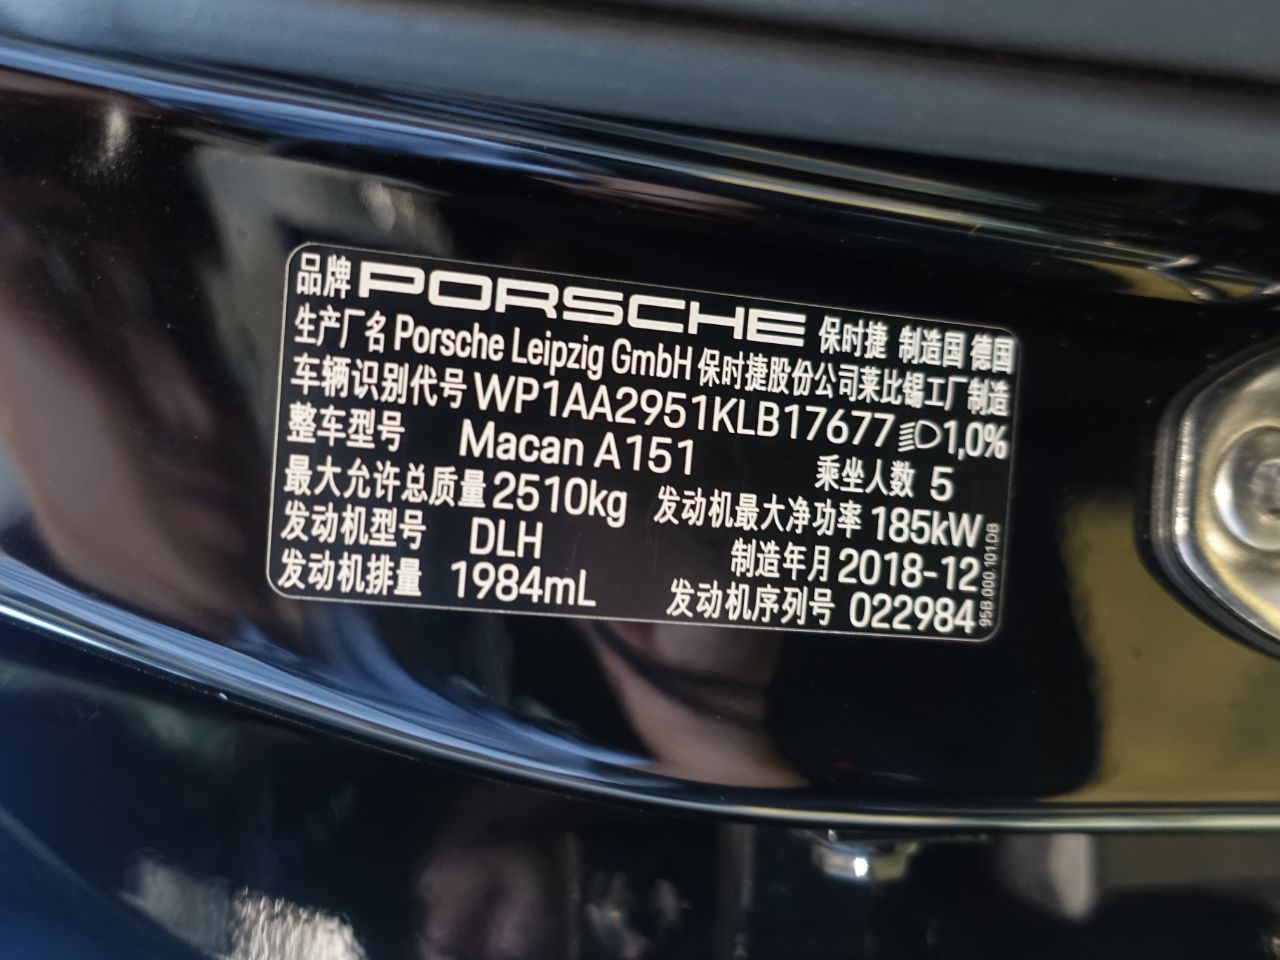 品牌 PORSCHE 保时捷 制造国 德国
生产厂名 Porsche Leipzig GmbH 保时捷股份公司莱比锡工厂制造
车辆识别代号 WP1AA2951KLB17677 1,0%
整车型号 Macan A151 乘坐人数 5
最大允许总质量 2510kg 发动机最大净功率 185kW
发动机型号 DLH 制造年月 2018-12
发动机排量 1984mL 发动机序列号 022984
95B.000.101.DB